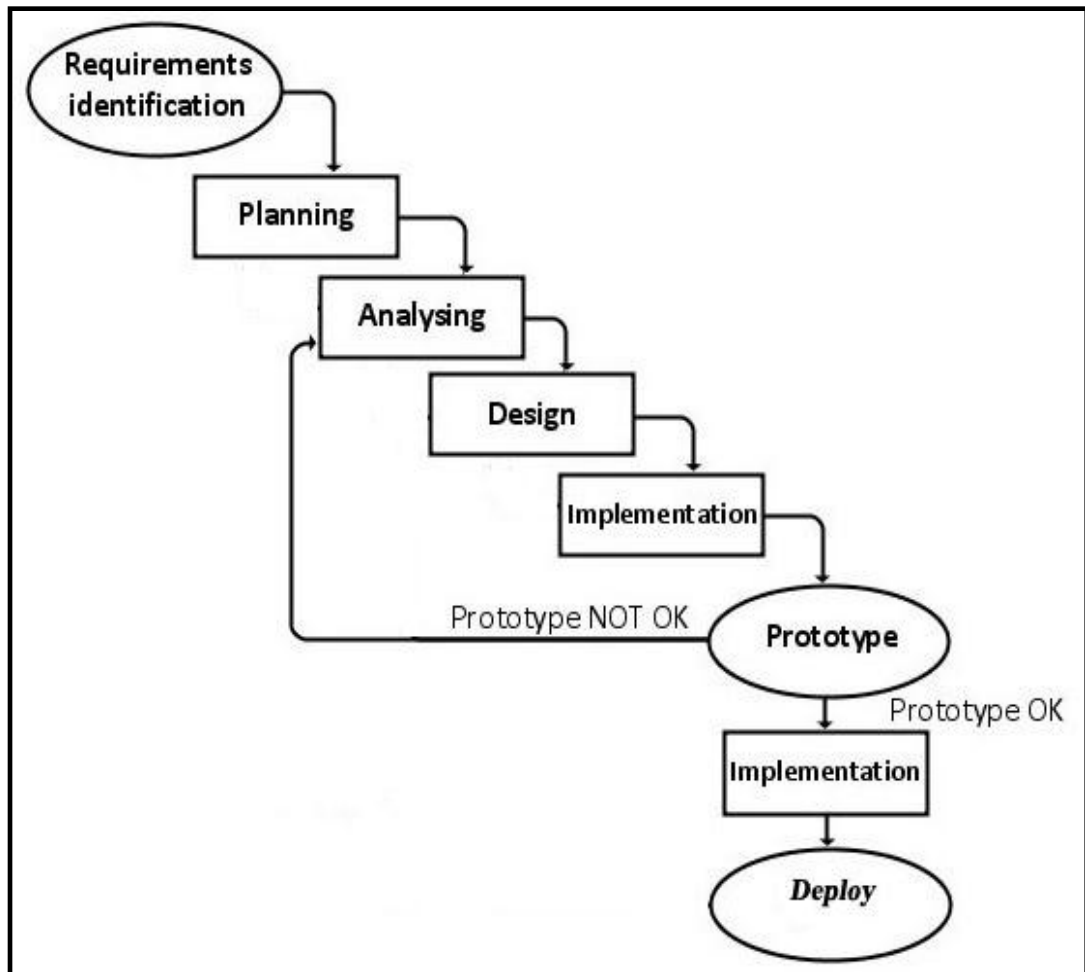 Requirements
identification
Planning
Analysing
Design
Implementation
Prototype NOT OK
Prototype
Prototype OK
Implementation
Deploy